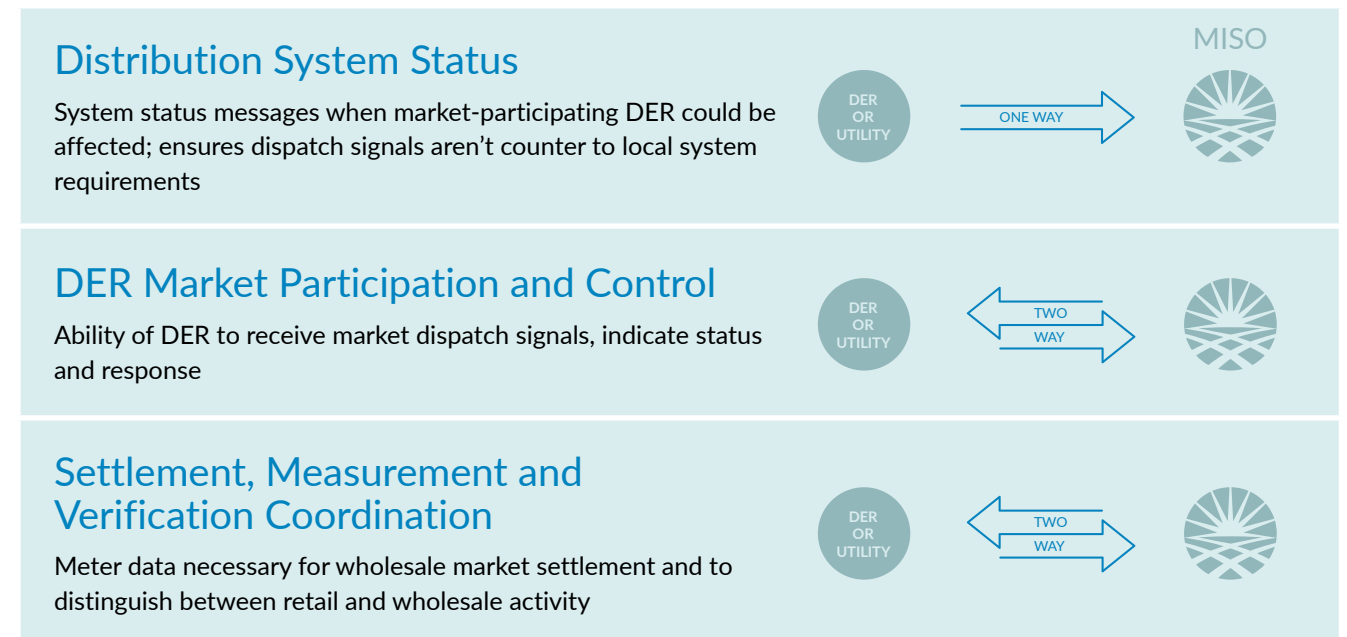 Distribution System Status
System status messages when market-participating DER could be
affected; ensures dispatch signals aren't counter to local system
requirements
MISO
DER
OR
UTILITY
ONE WAY
DER Market Participation and Control
Ability of DER to receive market dispatch signals, indicate status
and response
DER
OR
UTILITY
TWO
WAY
Settlement, Measurement and
Verification Coordination
Meter data necessary for wholesale market settlement and to
distinguish between retail and wholesale activity
DER
OR
UTILITY
TWO
WAY